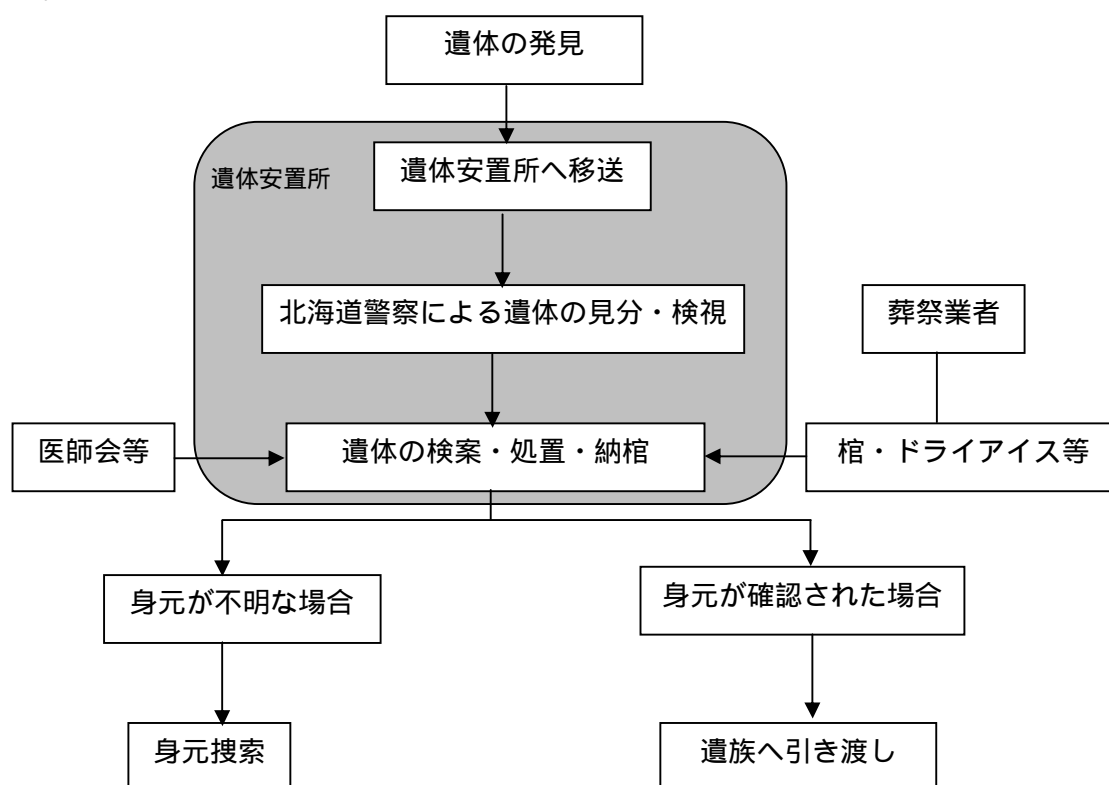 遺体の発見
遺体安置所へ移送
遺体安置所
北海道警察による遺体の見分・検視
葬祭業者
医師会等
遺体の検案・処置・納棺
棺・ドライアイス等
身元が不明な場合
身元が確認された場合
身元捜索
遺族へ引き渡し